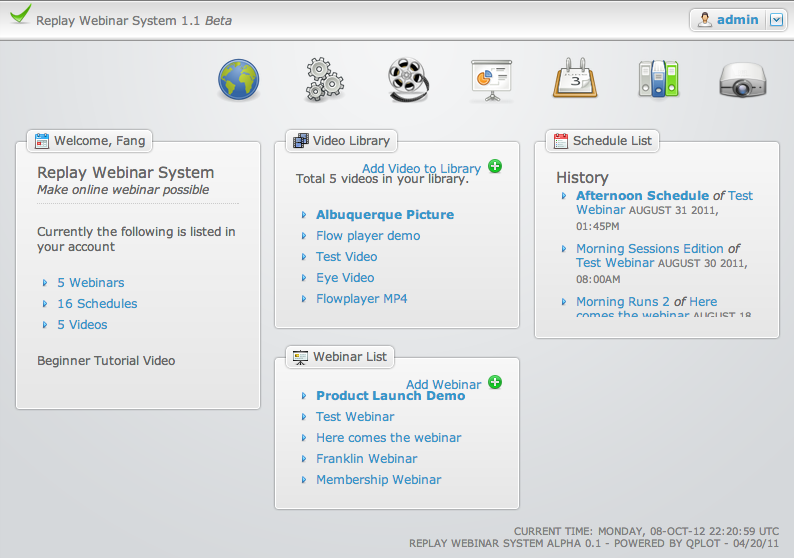 Replay Webinar System 1.1 Beta
admin
3
Welcome, Fang
Replay Webinar System
Make online webinar possible
Currently the following is listed in
your account
5 Webinars
16 Schedules
5 Videos
Beginner Tutorial Video
Video Library
Add Video to Library
Total 5 videos in your library.
Albuquerque Picture
Flow player demo
Test Video
Eye Video
Flowplayer MP4
Webinar List
Add Webinar
Product Launch Demo
Test Webinar
Here comes the webinar
Franklin Webinar
Membership Webinar
Schedule List
History
Afternoon Schedule of Test
Webinar AUGUST 31 2011,
01:45PM
Morning Sessions Edition of
Test Webinar AUGUST 30 2011,
08:00AM
Morning Runs 2 of Here
comes the webinar AUGUST 18
CURRENT TIME: MONDAY, 08-OCT-12 22:20:59 UTC
REPLAY WEBINAR SYSTEM ALPHA 0.1 - POWERED BY QPLOT - 04/20/11